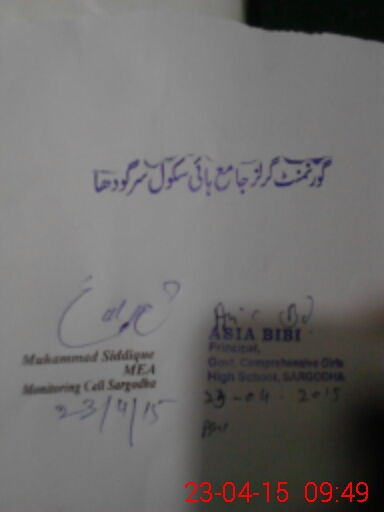 گورنمنٹ گرلز جامع ہائی سکول سرگودھا
Muhammad Siddique
MEA
Monitoring Cell Sargodha
23/4/15
ASIA BIBI
Principal,
Govt. Comprehensive Girls
High School, SARGODHA
23-04-2015
23-04-15 09:49